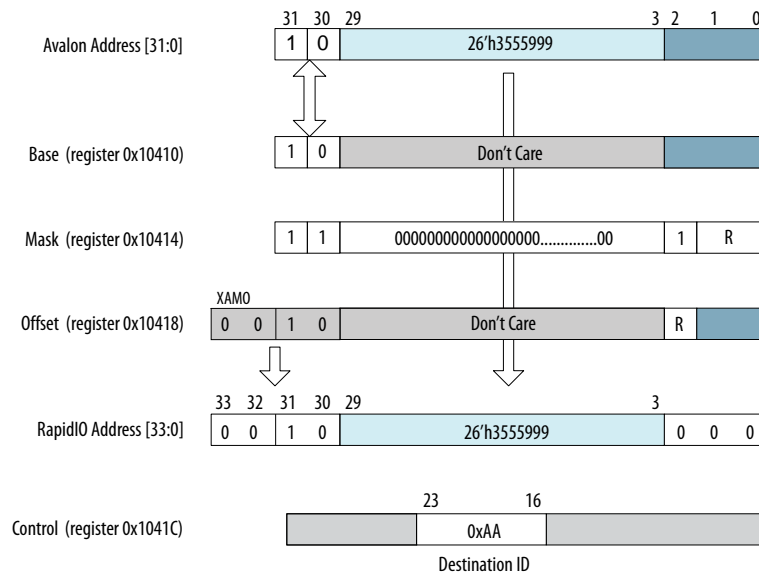 31 30 29 3 2 1 0
Avalon Address [31:0] 1 0 26'h3555999
Base (register 0x10410) 1 0 Don't Care
Mask (register 0x10414) 1 1 000000000000000000.............00 1 R
XAMO
Offset (register 0x10418) 0 0 1 0 Don't Care R
33 32 31 30 29 3
RapidIO Address [33:0] 0 0 1 0 26'h3555999 0 0 0
23 16
Control (register 0x1041C) 0xAA
Destination ID